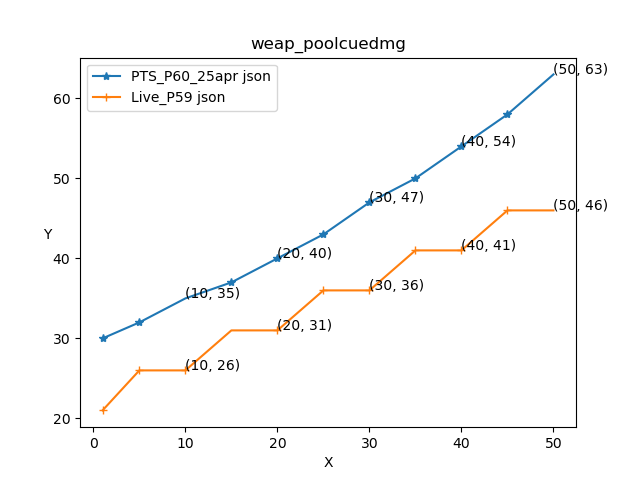 weap_poolcuedmg
PTS_P60_25apr json
Live_P59 json
(50, 63)
(40, 54)
(30, 47)
(20, 40)
(10, 35)
(50, 46)
(40, 41)
(30, 36)
(20, 31)
(10, 26)
60
50
40
30
20
Y
0 10 20 30 40 50
X